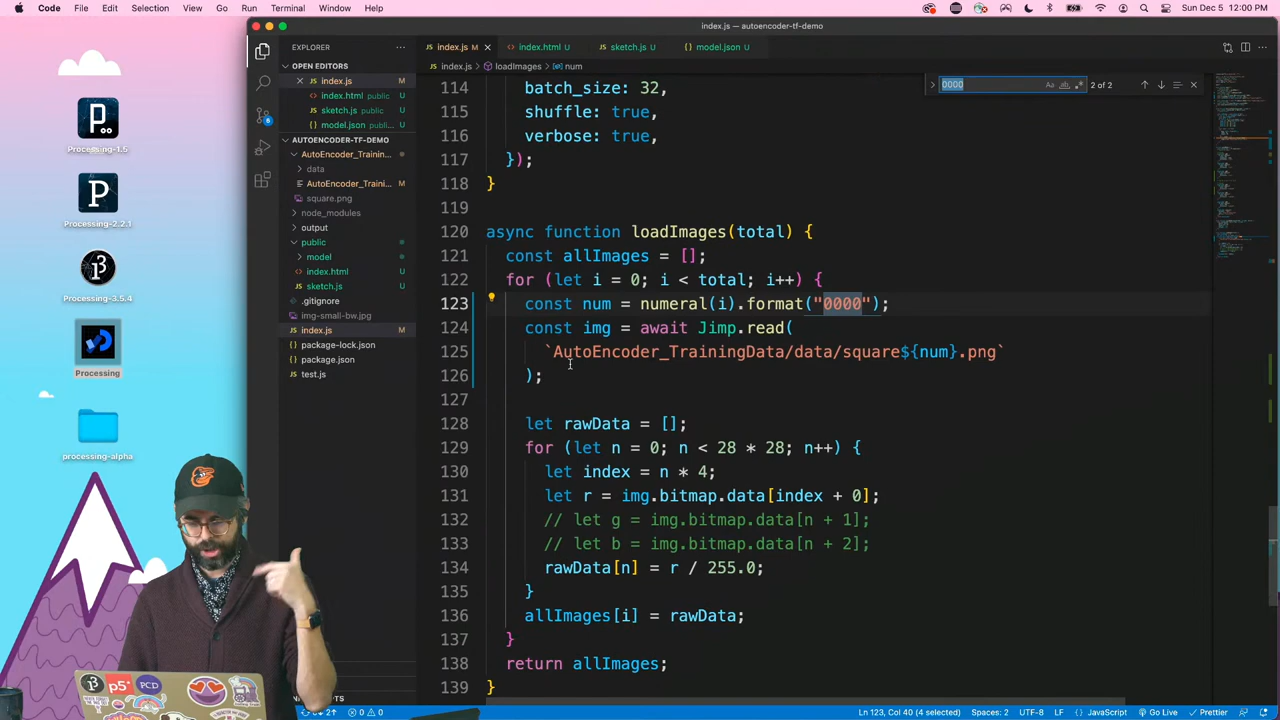 Code File Edit Selection View Go Run Terminal Window Help
Sun Dec 5 12:00 PM
index.js — autoencoder-tf-demo
EXPLORER
OPEN EDITORS
index.js M
index.html public U
sketch.js public U
model.json public... U
AUTOENCODER-TF-DEMO
AutoEncoder_Trainin...
data
AutoEncoder_Traini... M
square.png
node_modules
output
public
model
index.html U
sketch.js U
.gitignore
img-small-bw.jpg
index.js M
package-lock.json
package.json
test.js
index.js M
index.html U
sketch.js U
model.json U
index.js > loadImages > num
0000
2 of 2
114 batch_size: 32,
115 shuffle: true,
116 verbose: true,
117 });
118 }
119
120 async function loadImages(total) {
121 const allImages = [];
122 for (let i = 0; i < total; i++) {
123 const num = numeral(i).format("0000");
124 const img = await Jimp.read(
125 `AutoEncoder_TrainingData/data/square${num}.png`
126 );
127
128 let rawData = [];
129 for (let n = 0; n < 28 * 28; n++) {
130 let index = n * 4;
131 let r = img.bitmap.data[index + 0];
132 // let g = img.bitmap.data[n + 1];
133 // let b = img.bitmap.data[n + 2];
134 rawData[n] = r / 255.0;
135 }
136 allImages[i] = rawData;
137 }
138 return allImages;
139 }
Processing-1.5
Processing-2.2.1
Processing-3.5.4
Processing
processing-alpha
p5*
PCD
0↓ 2↑ 0 0
Ln 123, Col 40 (4 selected) Spaces: 2 UTF-8 LF JavaScript Go Live Prettier